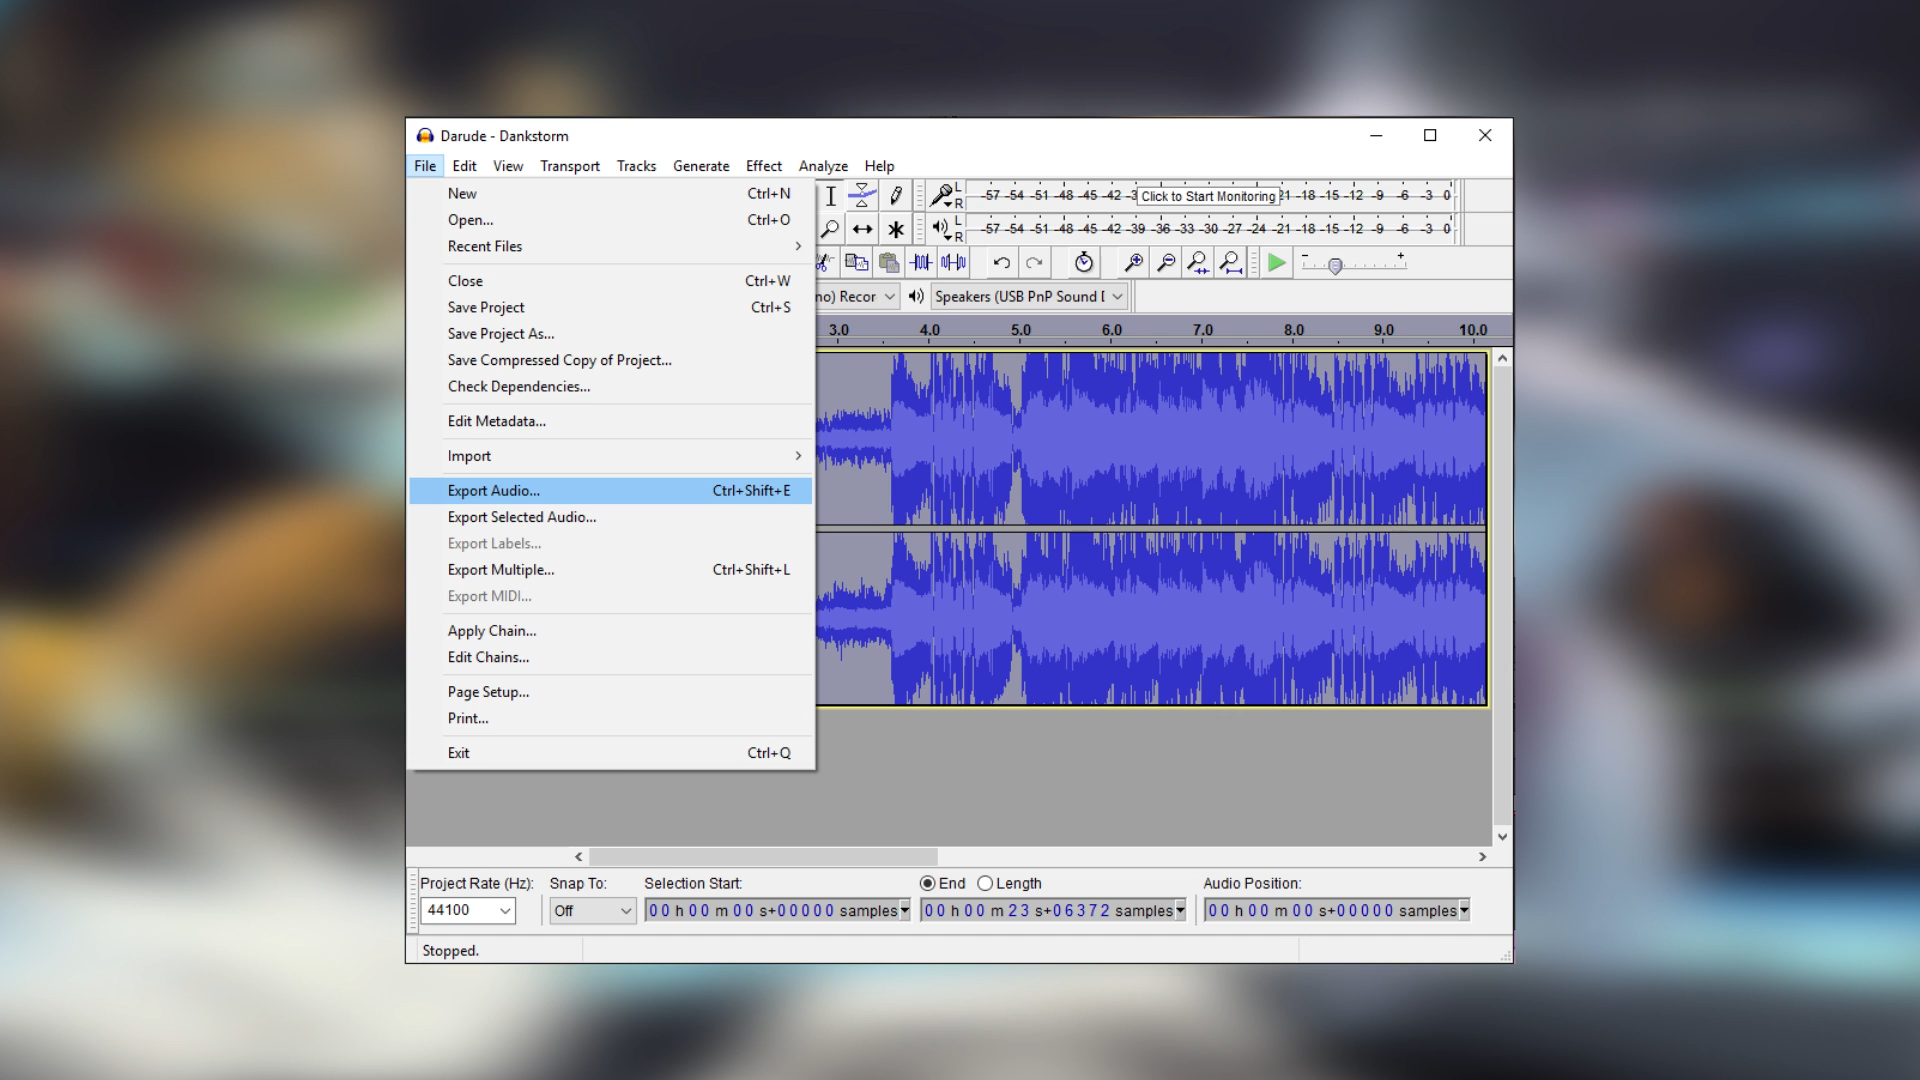 Darude - Dankstorm
File Edit View Transport Tracks Generate Effect Analyze Help
New Ctrl+N
Open... Ctrl+O
Recent Files
Close Ctrl+W
Save Project Ctrl+S
Save Project As...
Save Compressed Copy of Project...
Check Dependencies...
Edit Metadata...
Import
Export Audio... Ctrl+Shift+E
Export Selected Audio...
Export Labels...
Export Multiple... Ctrl+Shift+L
Export MIDI...
Apply Chain...
Edit Chains...
Page Setup...
Print...
Exit Ctrl+Q
L
R
-57 -54 -51 -48 -45 -42 -3 Click to Start Monitoring 21 -18 -15 -12 -9 -6 -3 0
L
R
-57 -54 -51 -48 -45 -42 -39 -36 -33 -30 -27 -24 -21 -18 -15 -12 -9 -6 -3 0
- +
no) Recor Speakers (USB PnP Sound
3.0 4.0 5.0 6.0 7.0 8.0 9.0 10.0
Project Rate (Hz): Snap To: Selection Start: End Length Audio Position:
44100 Off 00 h 00 m 00 s+00000 samples 00 h 00 m 23 s+06372 samples 00 h 00 m 00 s+00000 samples
Stopped.